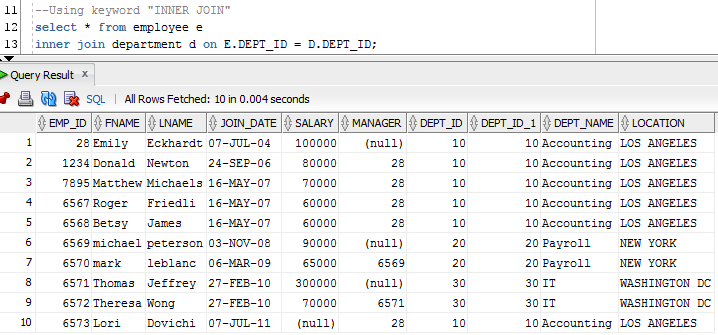 11 --Using keyword "INNER JOIN"
12 select * from employee e
13 inner join department d on E.DEPT_ID = D.DEPT_ID;
Query Result x
SQL | All Rows Fetched: 10 in 0.004 seconds
EMP_ID FNAME LNAME JOIN_DATE SALARY MANAGER DEPT_ID DEPT_ID_1 DEPT_NAME LOCATION
1 28 Emily Eckhardt 07-JUL-04 100000 (null) 10 10 Accounting LOS ANGELES
2 1234 Donald Newton 24-SEP-06 80000 28 10 10 Accounting LOS ANGELES
3 7895 Matthew Michaels 16-MAY-07 70000 28 10 10 Accounting LOS ANGELES
4 6567 Roger Friedli 16-MAY-07 60000 28 10 10 Accounting LOS ANGELES
5 6568 Betsy James 16-MAY-07 60000 28 10 10 Accounting LOS ANGELES
6 6569 michael peterson 03-NOV-08 90000 (null) 20 20 Payroll NEW YORK
7 6570 mark leblanc 06-MAR-09 65000 6569 20 20 Payroll NEW YORK
8 6571 Thomas Jeffrey 27-FEB-10 300000 (null) 30 30 IT WASHINGTON DC
9 6572 Theresa Wong 27-FEB-10 70000 6571 30 30 IT WASHINGTON DC
10 6573 Lori Dovichi 07-JUL-11 (null) 28 10 10 Accounting LOS ANGELES